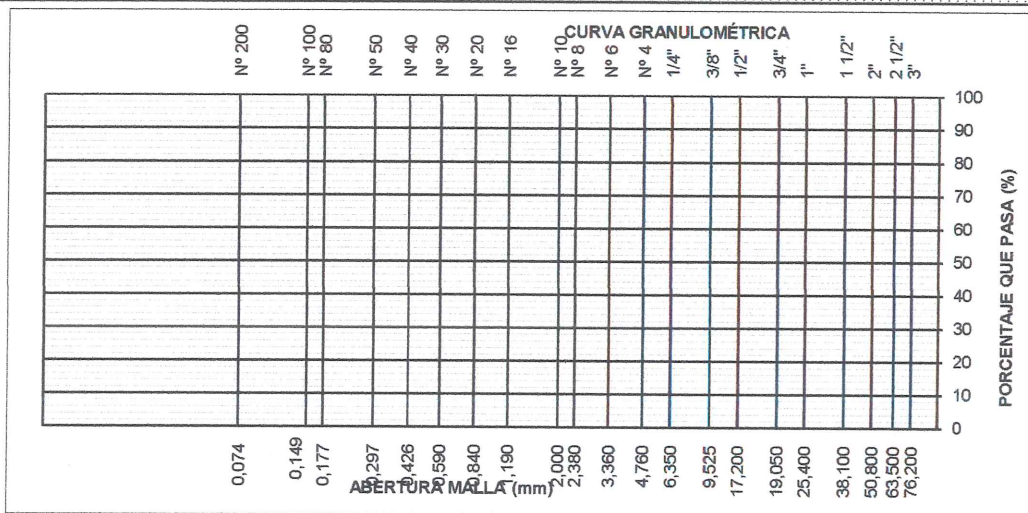 CURVA GRANULOMÉTRICA
Nº 200
Nº 100
Nº 80
Nº 50
Nº 40
Nº 30
Nº 20
Nº 16
Nº 10
Nº 8
Nº 6
Nº 4
1/4"
3/8"
1/2"
3/4"
1"
1 1/2"
2"
2 1/2"
3"
100
90
80
70
60
50
40
30
20
10
0
PORCENTAJE QUE PASA (%)
0,074
0,149
0,177
0,297
0,426
0,590
0,840
1,190
2,000
2,380
3,360
4,760
6,350
9,525
17,200
19,050
25,400
38,100
50,800
63,500
76,200
ABERTURA MALLA (mm)